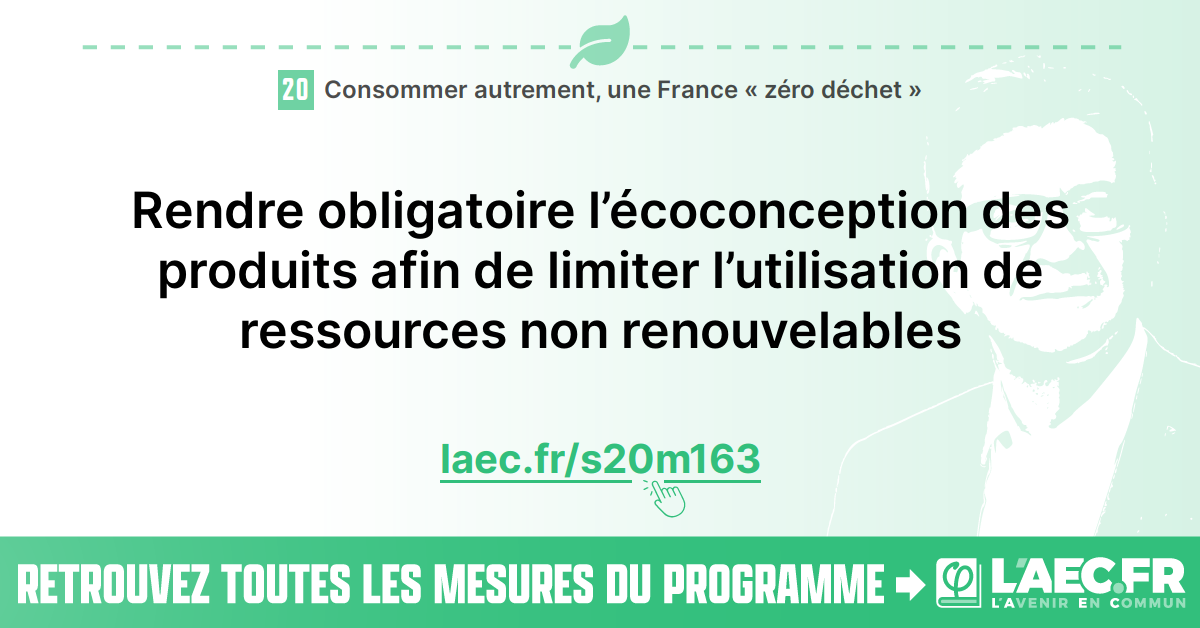 20 Consommer autrement, une France « zéro déchet »
Rendre obligatoire l’écoconception des
produits afin de limiter l’utilisation de
ressources non renouvelables
laec.fr/s20m163
RETROUVEZ TOUTES LES MESURES DU PROGRAMME
φ L'AEC.FR
L'AVENIR EN COMMUN